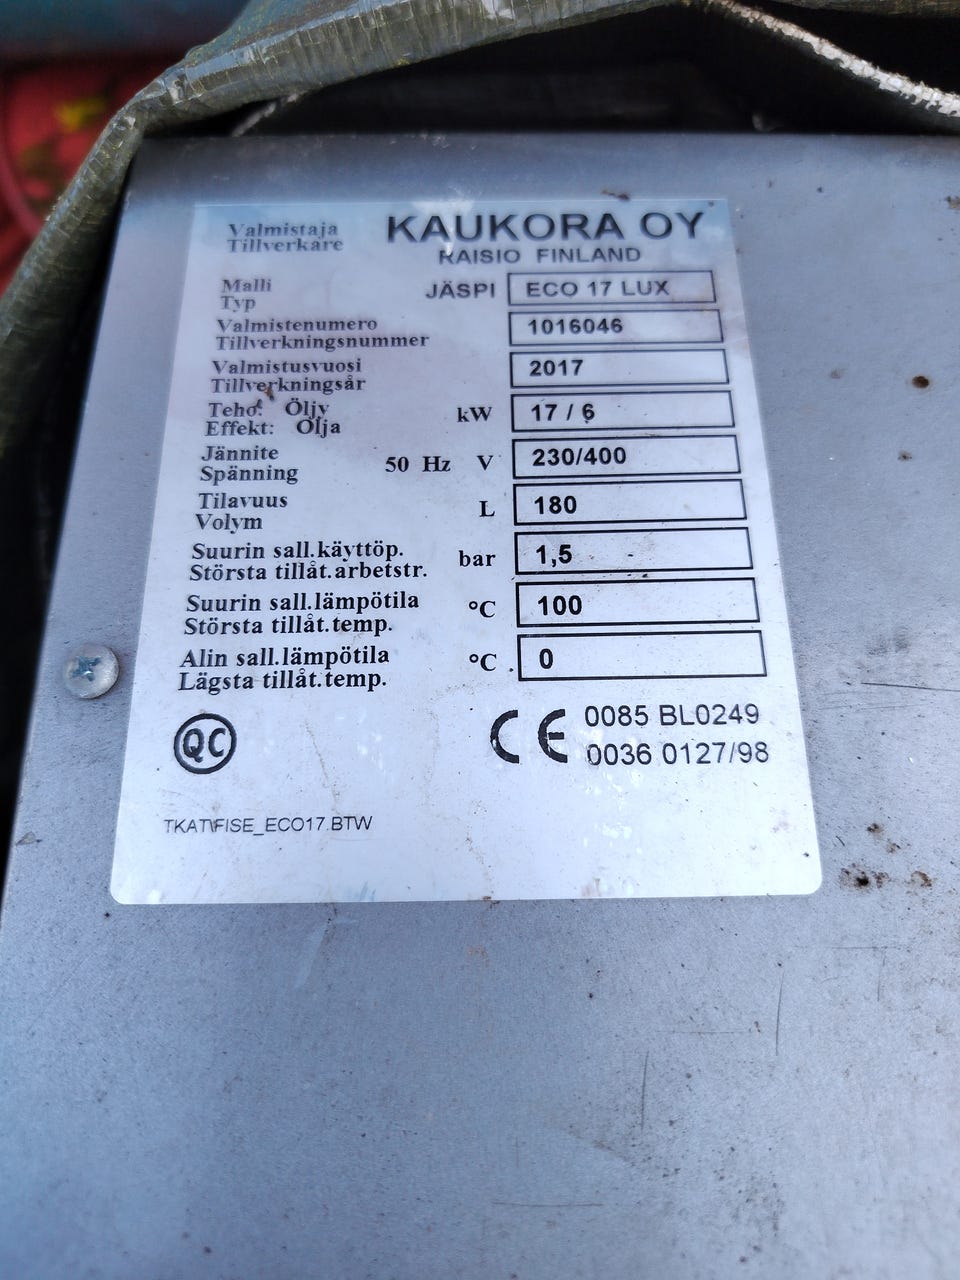 Valmistaja KAUKORA OY
Tillverkare RAISIO FINLAND
Malli JÄSPI ECO 17 LUX
Typ
Valmistenumero 1016046
Tillverkningsnummer
Valmistusvuosi 2017
Tillverkningsår
Teho: Öljy kW 17 / 6
Effekt: Olja
Jännite 50 Hz V 230/400
Spänning
Tilavuus L 180
Volym
Suurin sall.käyttöp. bar 1,5
Största tillåt.arbetstr.
Suurin sall.lämpötila °C 100
Största tillåt.temp.
Alin sall.lämpötila °C 0
Lägsta tillåt.temp.
QC CE 0085 BL0249
0036 0127/98
TKAT\FISE_ECO17.BTW